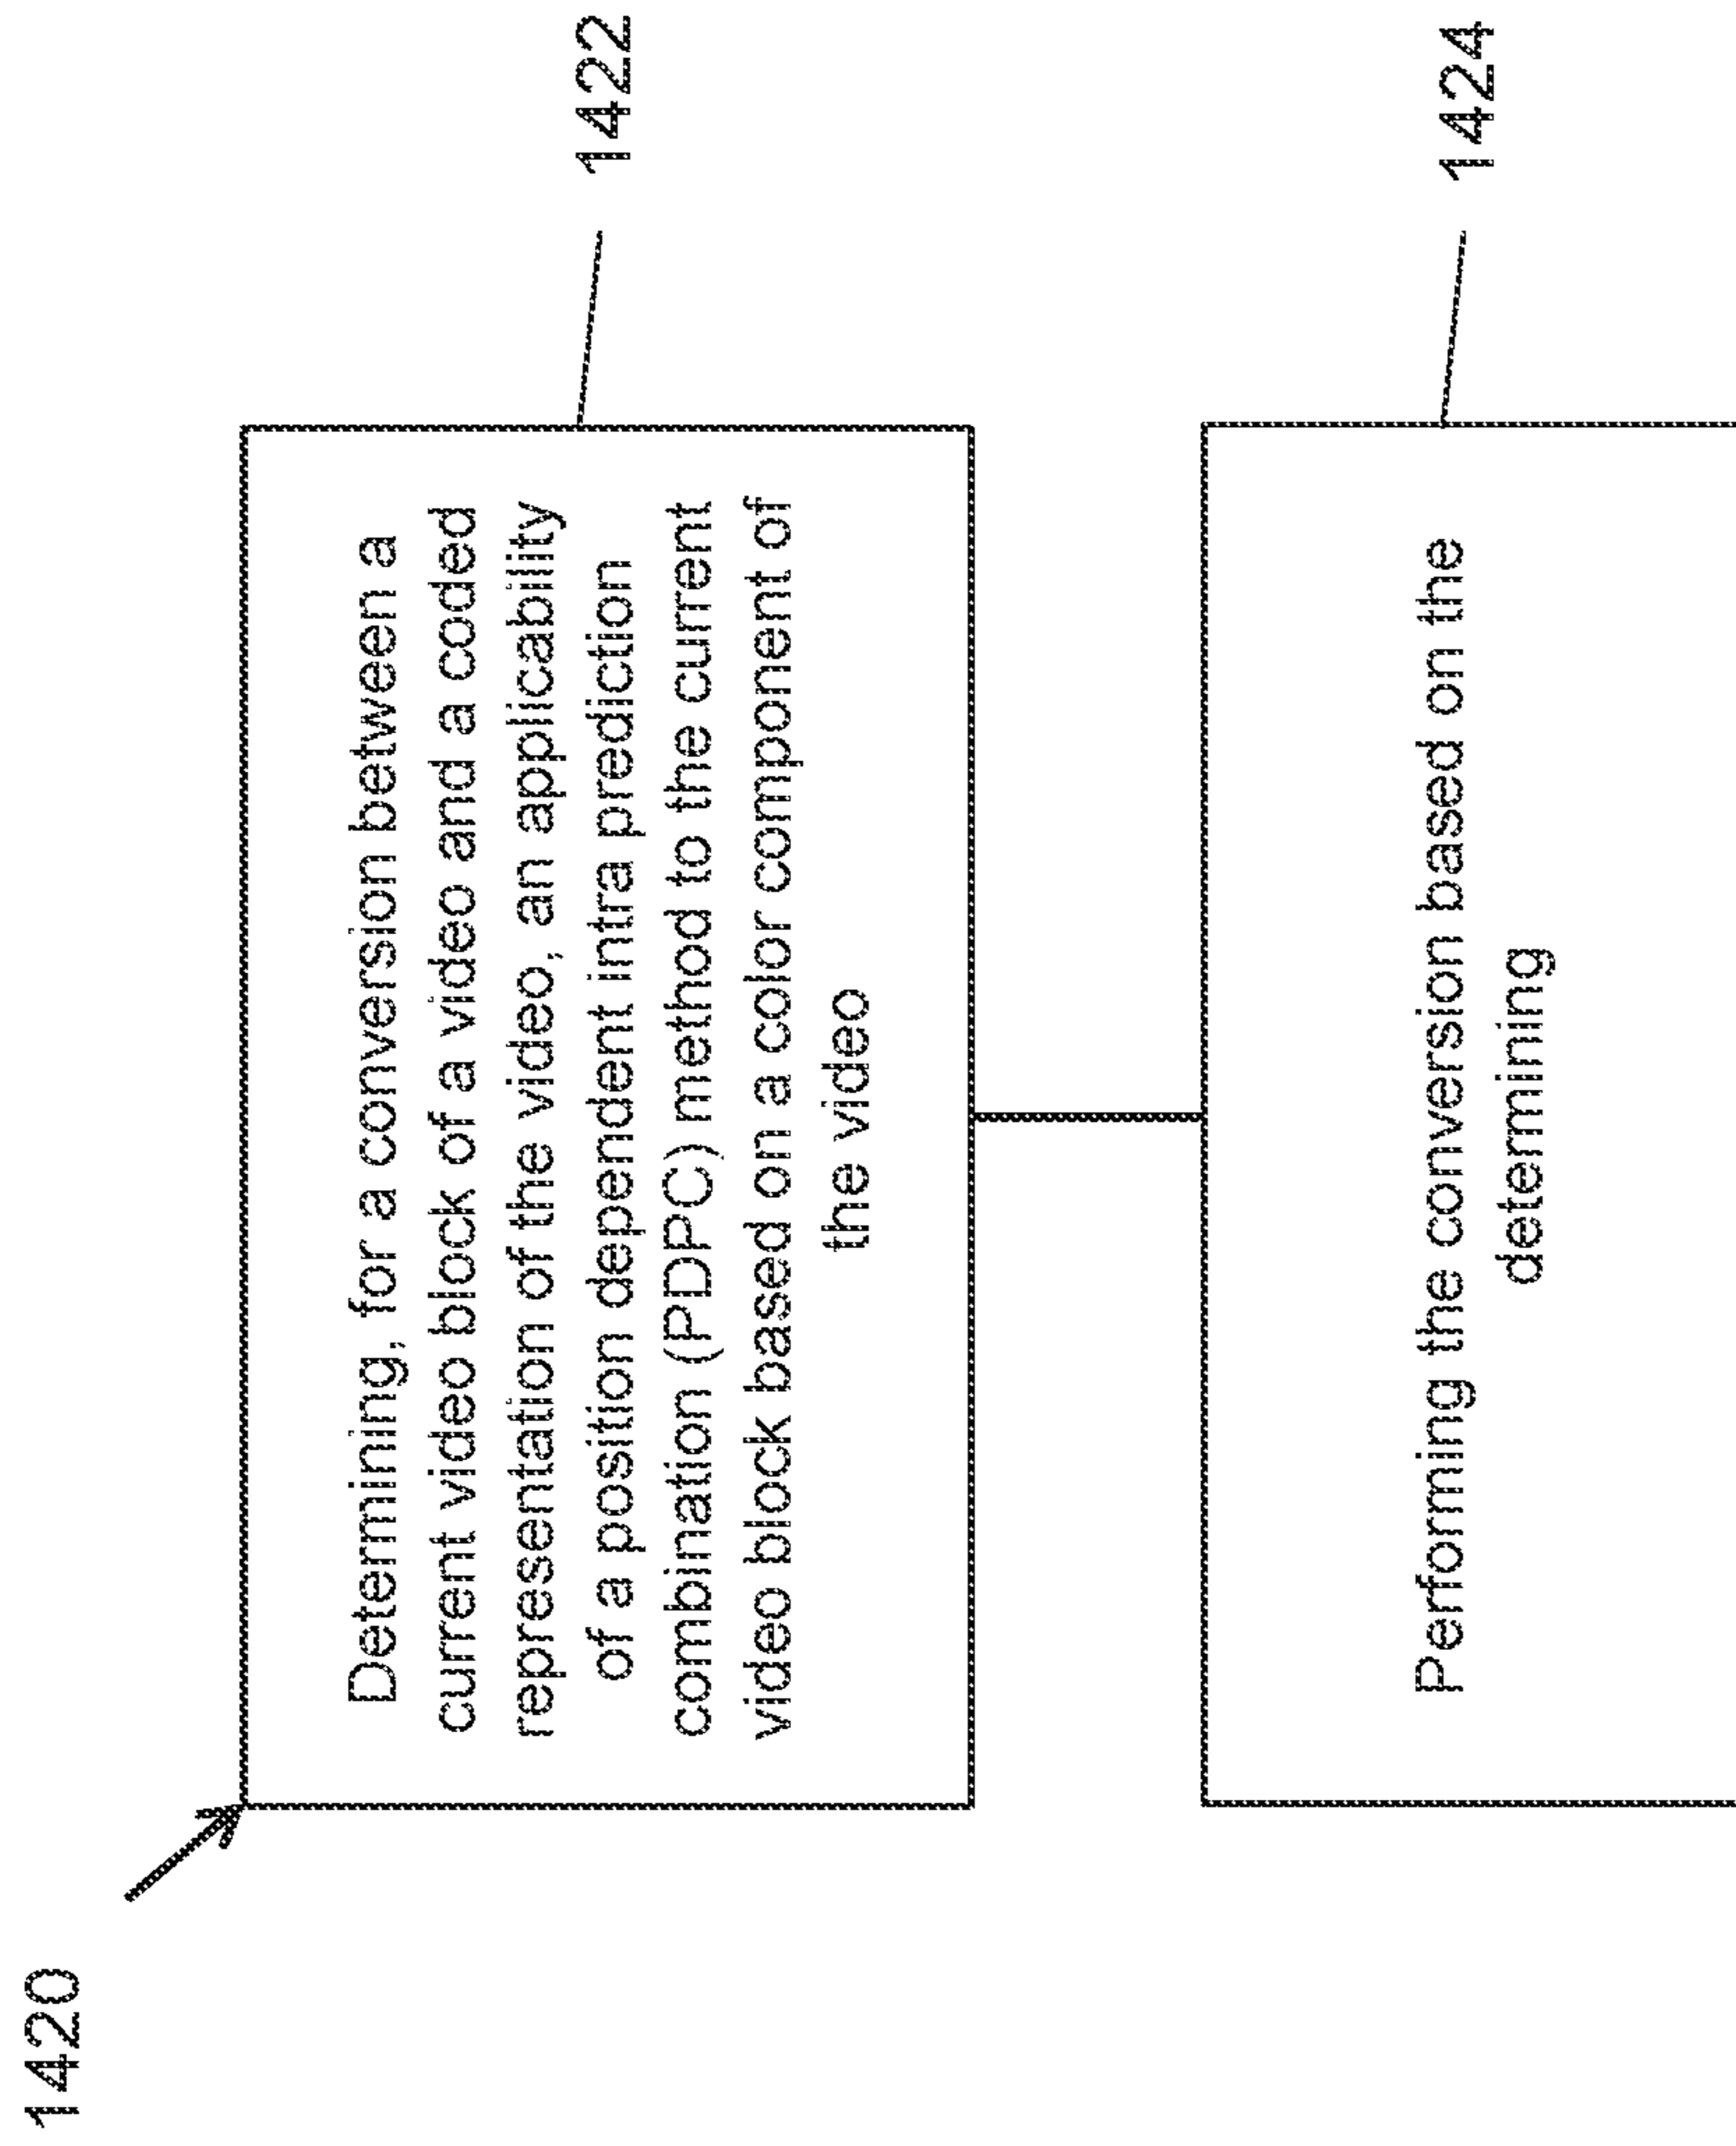 1420
Determining, for a conversion between a
current video block of a video and a coded
representation of the video, an applicability
of a position dependent intra prediction
combination (PDPC) method to the current
video block based on a color component of
the video
1422
Performing the conversion based on the
determining
1424